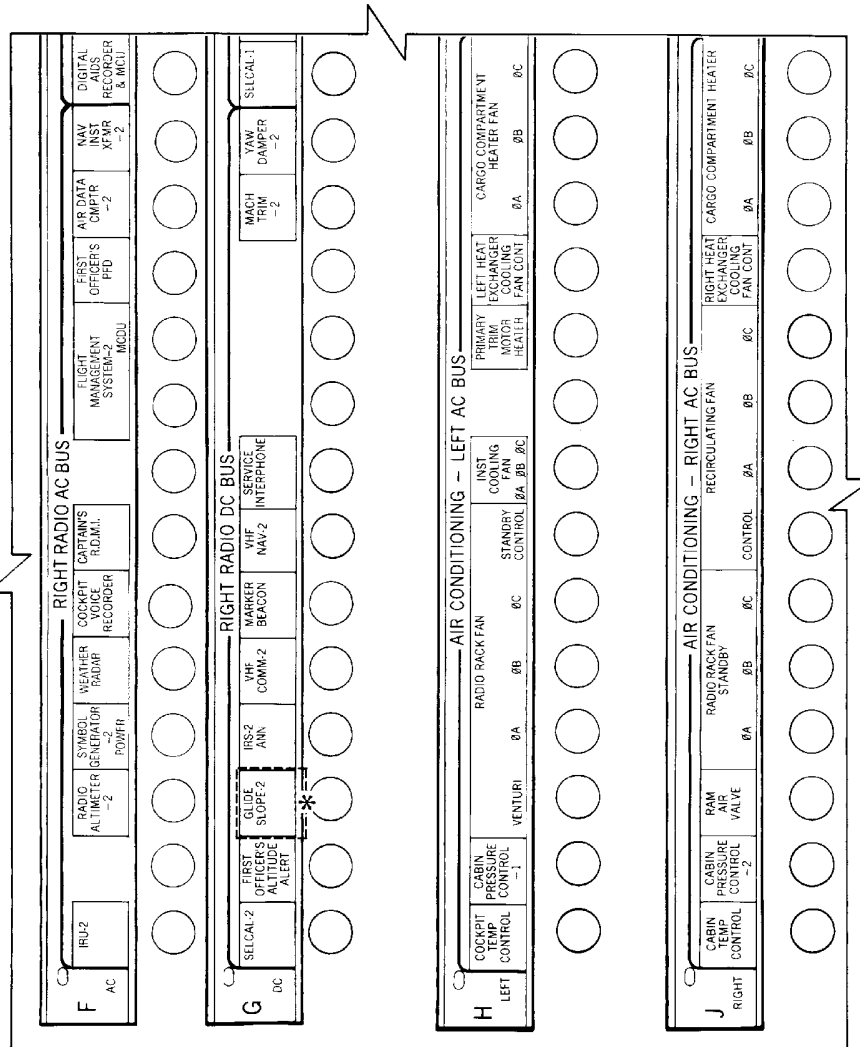 F
AC
RIGHT RADIO AC BUS
IRU-2
RADIO
ALTIMETER
-2
SYMBOL
GENERATOR
-2
POWER
WEATHER
RADAR
COCKPIT
VOICE
RECORDER
CAPTAIN'S
R.D.M.I.
FLIGHT
MANAGEMENT
SYSTEM-2
MCDU
FIRST
OFFICER'S
PFD
AIR DATA
CMPTR
-2
NAV
INST
XFMR
-2
DIGITAL
AIDS
RECORDER
& MCU
G
DC
RIGHT RADIO DC BUS
SELCAL-2
FIRST
OFFICER'S
ALTITUDE
ALERT
GLIDE
SLOPE-2
*
IRS-2
ANN
VHF
COMM-2
MARKER
BEACON
VHF
NAV-2
SERVICE
INTERPHONE
MACH
TRIM
-2
YAW
DAMPER
-2
SELCAL-1
H
LEFT
AIR CONDITIONING - LEFT AC BUS
COCKPIT
TEMP
CONTROL
CABIN
PRESSURE
CONTROL
-1
RADIO RACK FAN
VENTURI ØA ØB ØC STANDBY
CONTROL
INST
COOLING
FAN
ØA ØB ØC
PRIMARY
TRIM
MOTOR
HEATER
LEFT HEAT
EXCHANGER
COOLING
FAN CONT
CARGO COMPARTMENT
HEATER FAN
ØA ØB ØC
J
RIGHT
AIR CONDITIONING - RIGHT AC BUS
CABIN
TEMP
CONTROL
CABIN
PRESSURE
CONTROL
-2
RAM
AIR
VALVE
RADIO RACK FAN
STANDBY
ØA ØB ØC
RECIRCULATING FAN
CONTROL ØA ØB ØC
RIGHT HEAT
EXCHANGER
COOLING
FAN CONT
CARGO COMPARTMENT HEATER
ØA ØB ØC